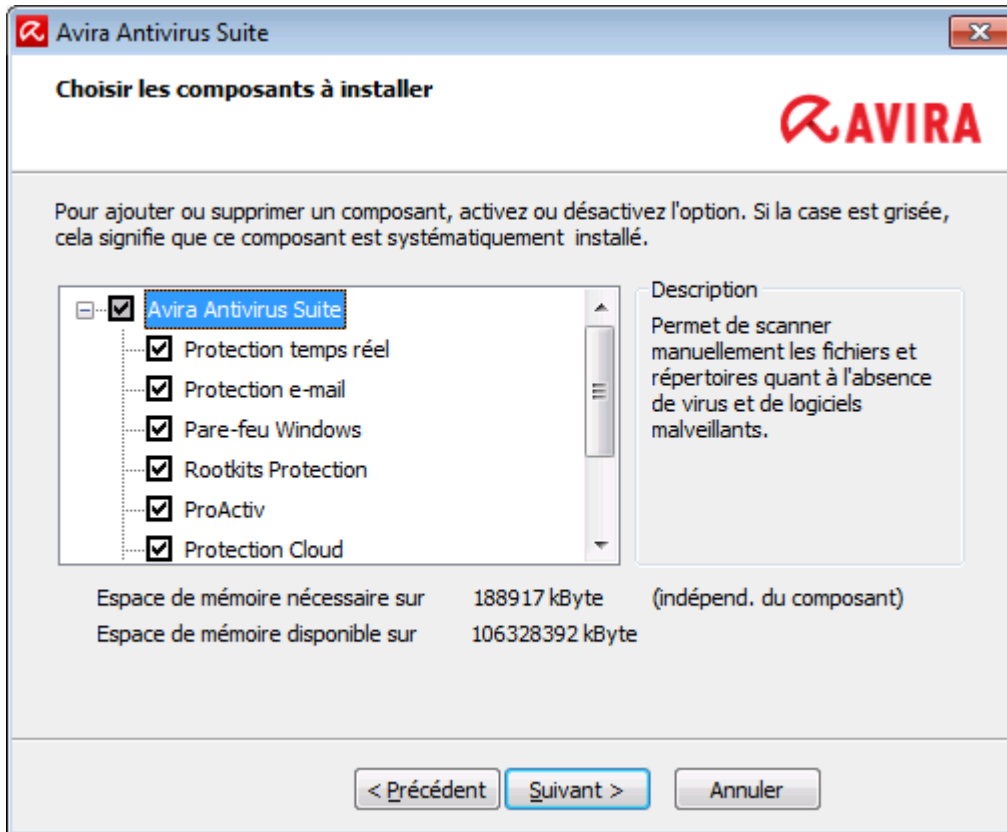 Avira Antivirus Suite
Choisir les composants à installer
AVIRA
Pour ajouter ou supprimer un composant, activez ou désactivez l'option. Si la case est grisée,
cela signifie que ce composant est systématiquement installé.
Avira Antivirus Suite
Protection temps réel
Protection e-mail
Pare-feu Windows
Rootkits Protection
ProActiv
Protection Cloud
Description
Permet de scanner
manuellement les fichiers et
répertoires quant à l'absence
de virus et de logiciels
malveillants.
Espace de mémoire nécessaire sur 188917 kByte (indépend. du composant)
Espace de mémoire disponible sur 106328392 kByte
< Précédent Suivant > Annuler